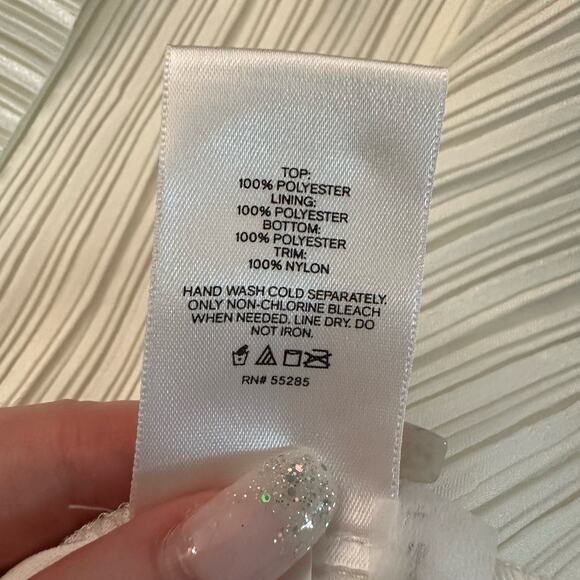 TOP:
100% POLYESTER
LINING:
100% POLYESTER
BOTTOM:
100% POLYESTER
TRIM:
100% NYLON
HAND WASH COLD SEPARATELY.
ONLY NON-CHLORINE BLEACH
WHEN NEEDED. LINE DRY. DO
NOT IRON.
RN# 55285